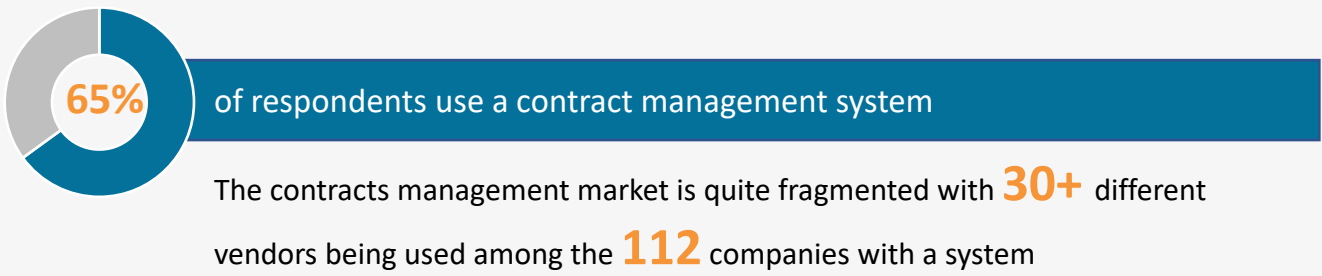 65% of respondents use a contract management system
The contracts management market is quite fragmented with 30+ different
vendors being used among the 112 companies with a system